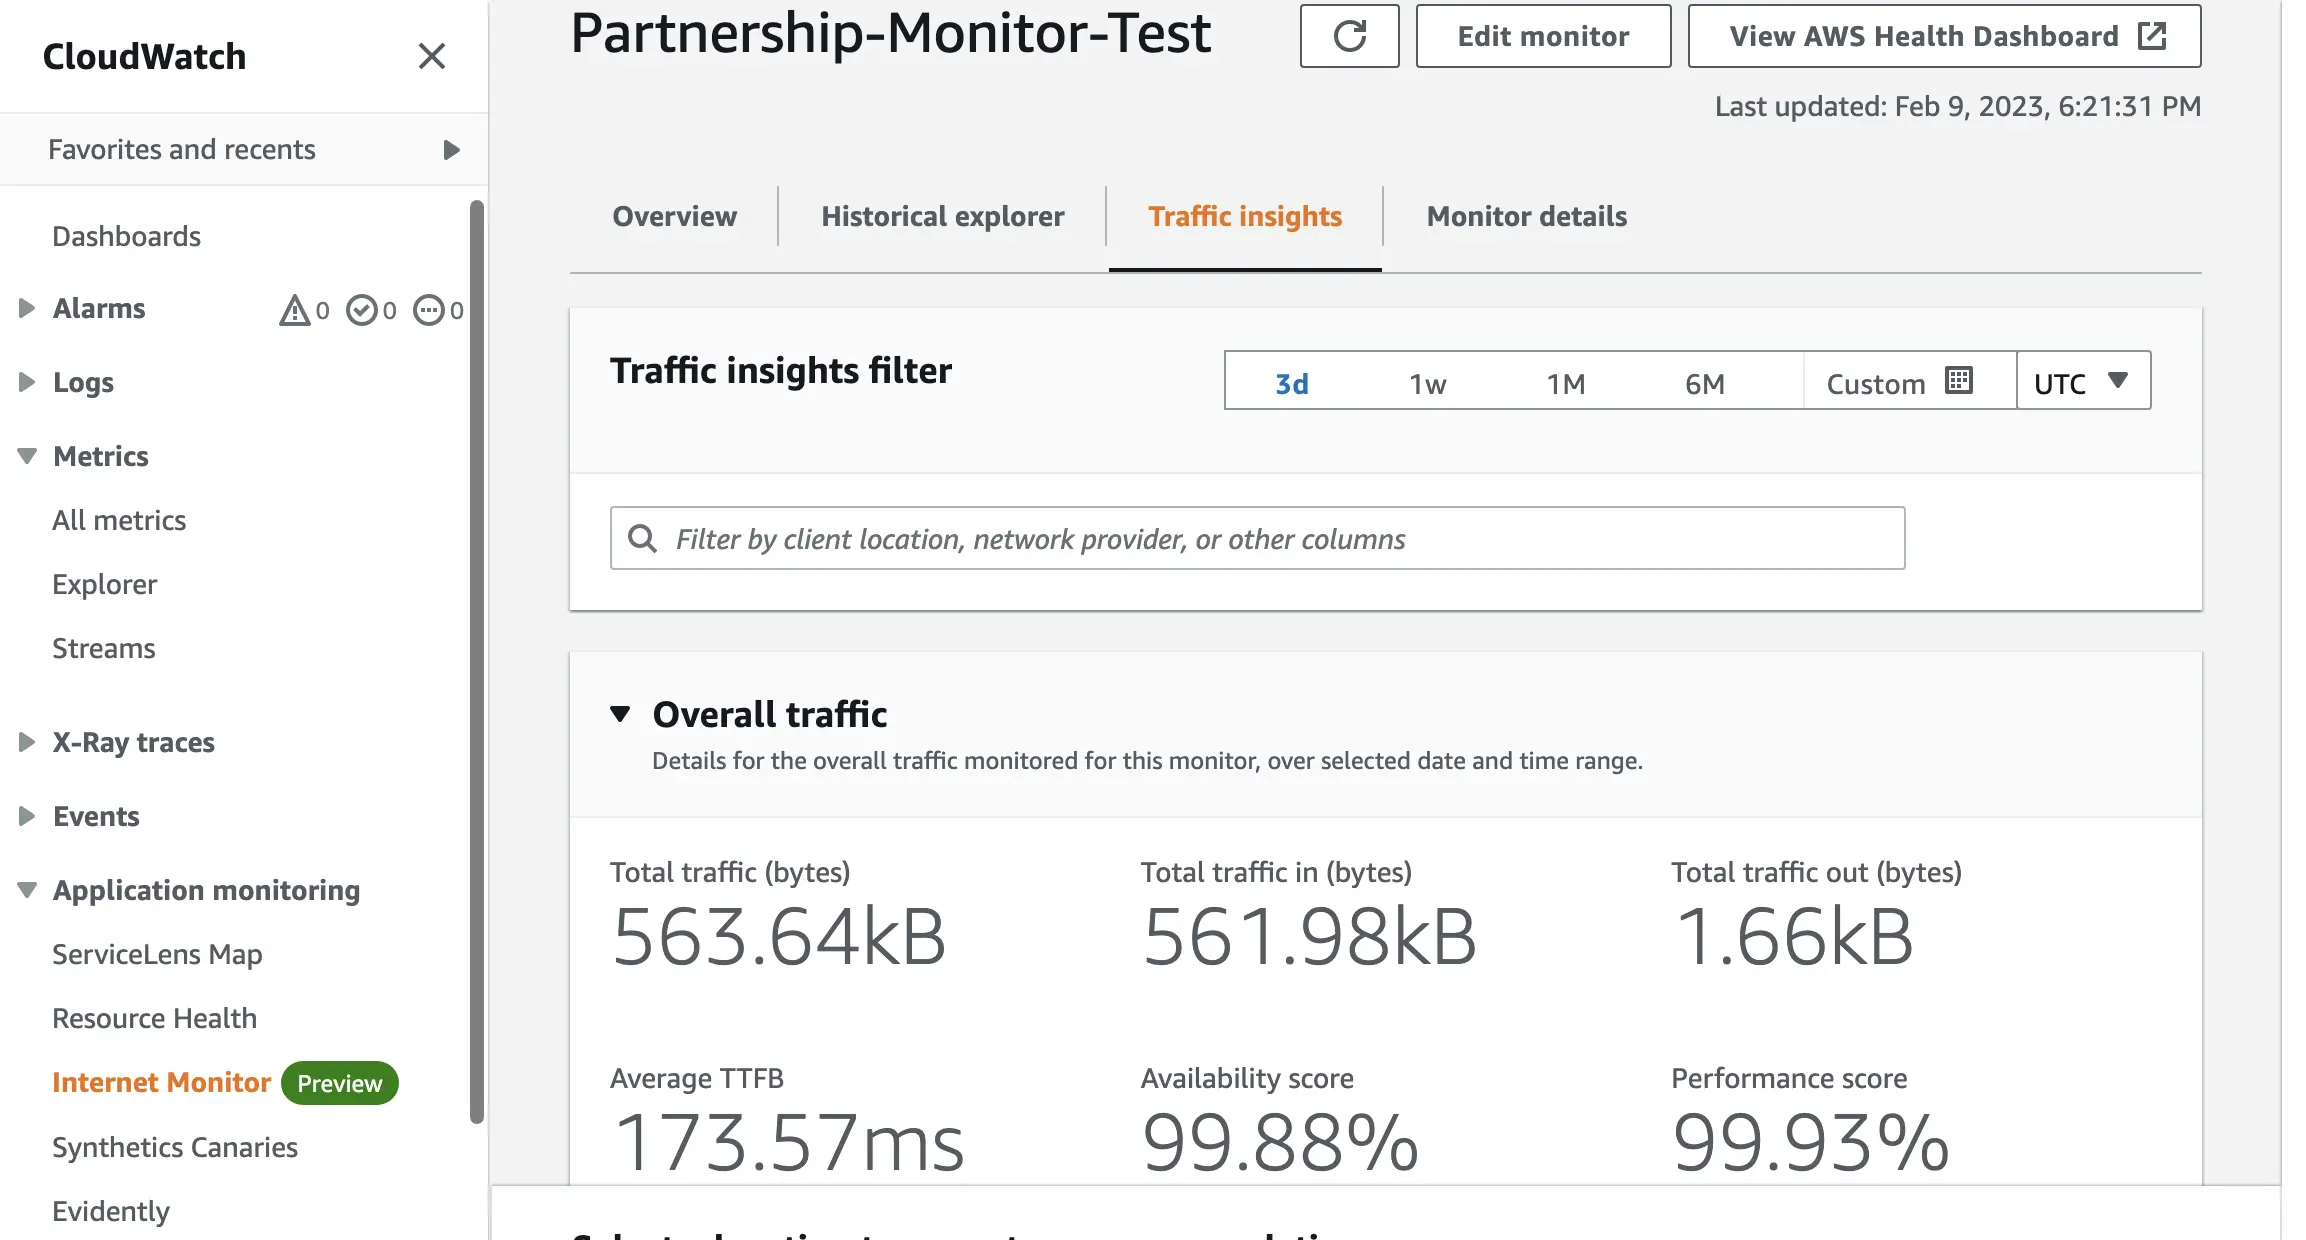 CloudWatch
Favorites and recents
Dashboards
Alarms 0 0 0
Logs
Metrics
All metrics
Explorer
Streams
X-Ray traces
Events
Application monitoring
ServiceLens Map
Resource Health
Internet Monitor Preview
Synthetics Canaries
Evidently
Partnership-Monitor-Test
Edit monitor
View AWS Health Dashboard
Last updated: Feb 9, 2023, 6:21:31 PM
Overview Historical explorer Traffic insights Monitor details
Traffic insights filter
3d 1w 1M 6M Custom UTC
Filter by client location, network provider, or other columns
Overall traffic
Details for the overall traffic monitored for this monitor, over selected date and time range.
Total traffic (bytes) Total traffic in (bytes) Total traffic out (bytes)
563.64kB 561.98kB 1.66kB
Average TTFB Availability score Performance score
173.57ms 99.88% 99.93%